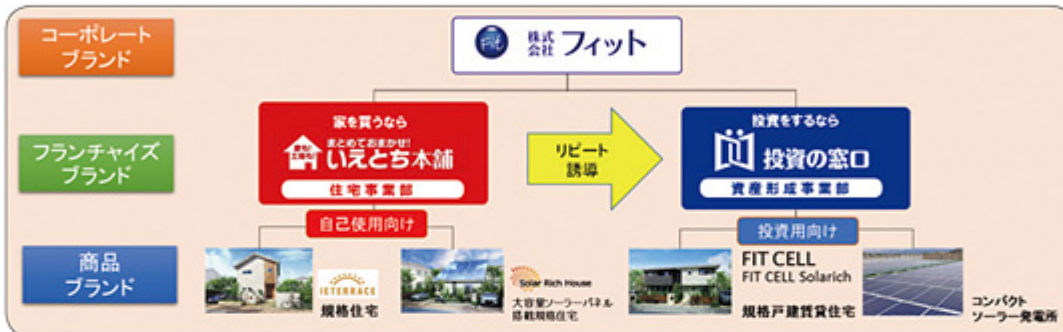 コーポレート
ブランド
Fit 株式会社 フィット
フランチャイズ
ブランド
家を買うなら
まとめておまかせ!
いえとち本舗
住宅事業部
リピート
誘導
投資をするなら
投資の窓口
資産形成事業部
自己使用向け
投資用向け
商品
ブランド
IETERRACE
規格住宅
Solar Rich House
大容量ソーラーパネル
搭載規格住宅
FIT CELL
FIT CELL Solarich
規格戸建賃貸住宅
コンパクト
ソーラー発電所